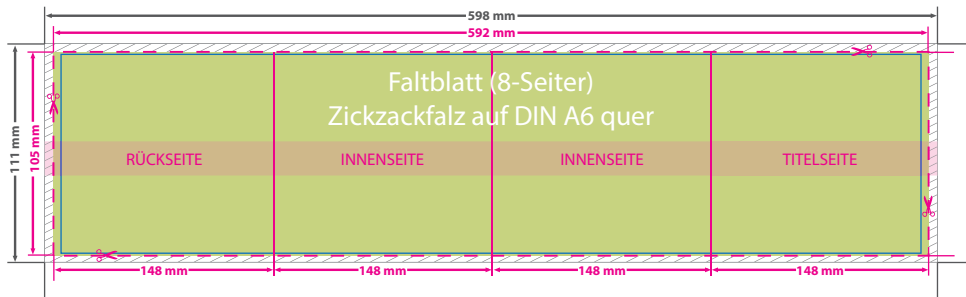 598 mm
592 mm
Faltblatt (8-Seiter)
Zickzackfalz auf DIN A6 quer
111 mm
105 mm
RÜCKSEITE
INNENSEITE
INNENSEITE
TITELSEITE
148 mm
148 mm
148 mm
148 mm